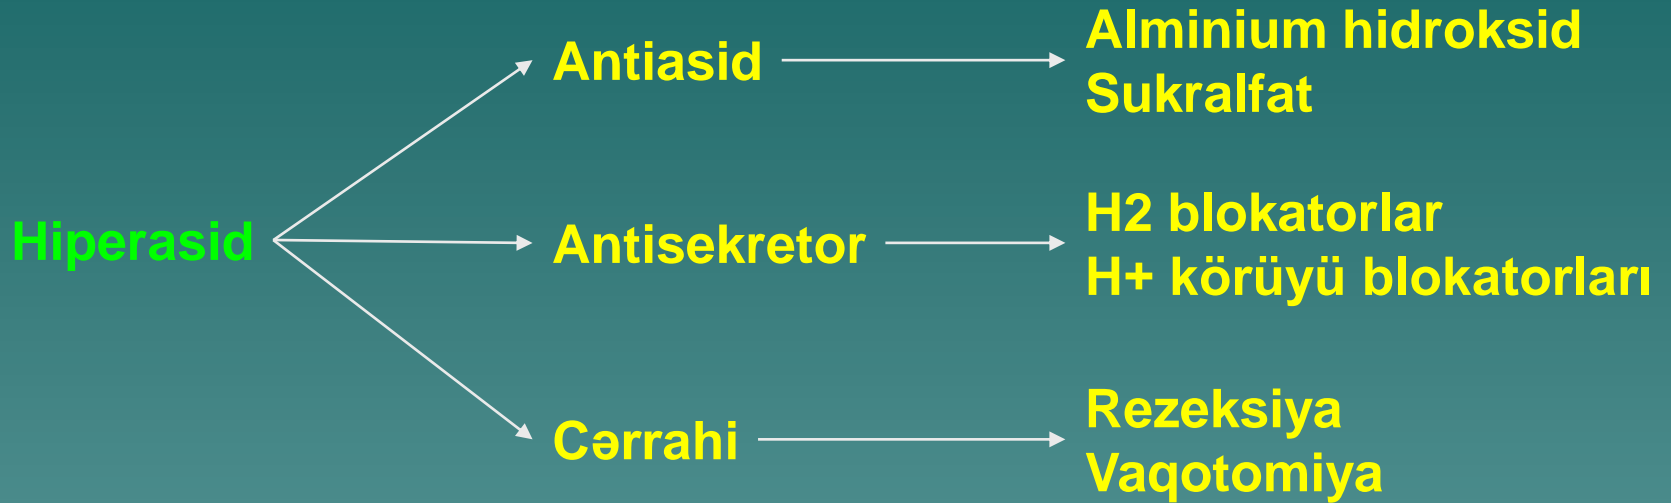 Hiperasid
Antiasid
Alminium hidroksid
Sukralfat
Antisekretor
H2 blokatorlar
H+ körüyü blokatorları
Cərrahi
Rezeksiya
Vaqotomiya